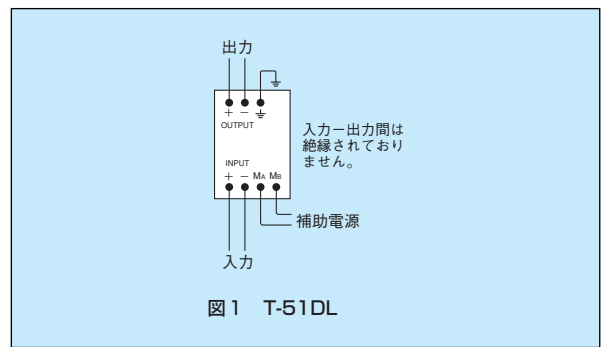 出力
+ −
OUTPUT
入力ー出力間は
絶縁されており
ません。
INPUT
+ − MA MB
補助電源
入力
図1 T-51DL